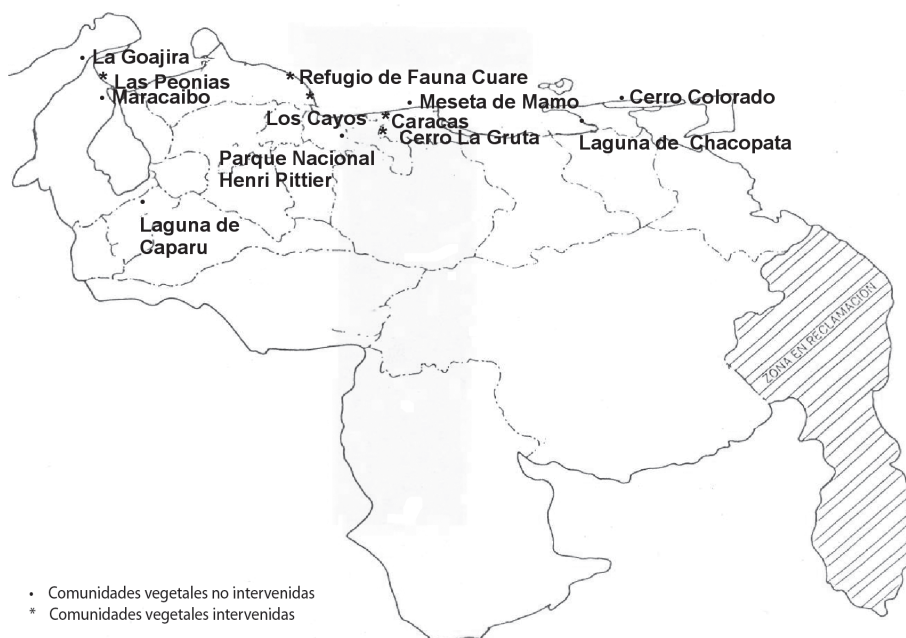 • La Goajira
* Las Peonias
• Maracaibo
* Refugio de Fauna Cuare
* Los Cayos
• Meseta de Mamo
* Caracas
* Cerro La Gruta
• Cerro Colorado
Laguna de Chacopata
Parque Nacional
Henri Pittier
Laguna de
Caparu
ZONA EN RECLAMACION
• Comunidades vegetales no intervenidas
* Comunidades vegetales intervenidas